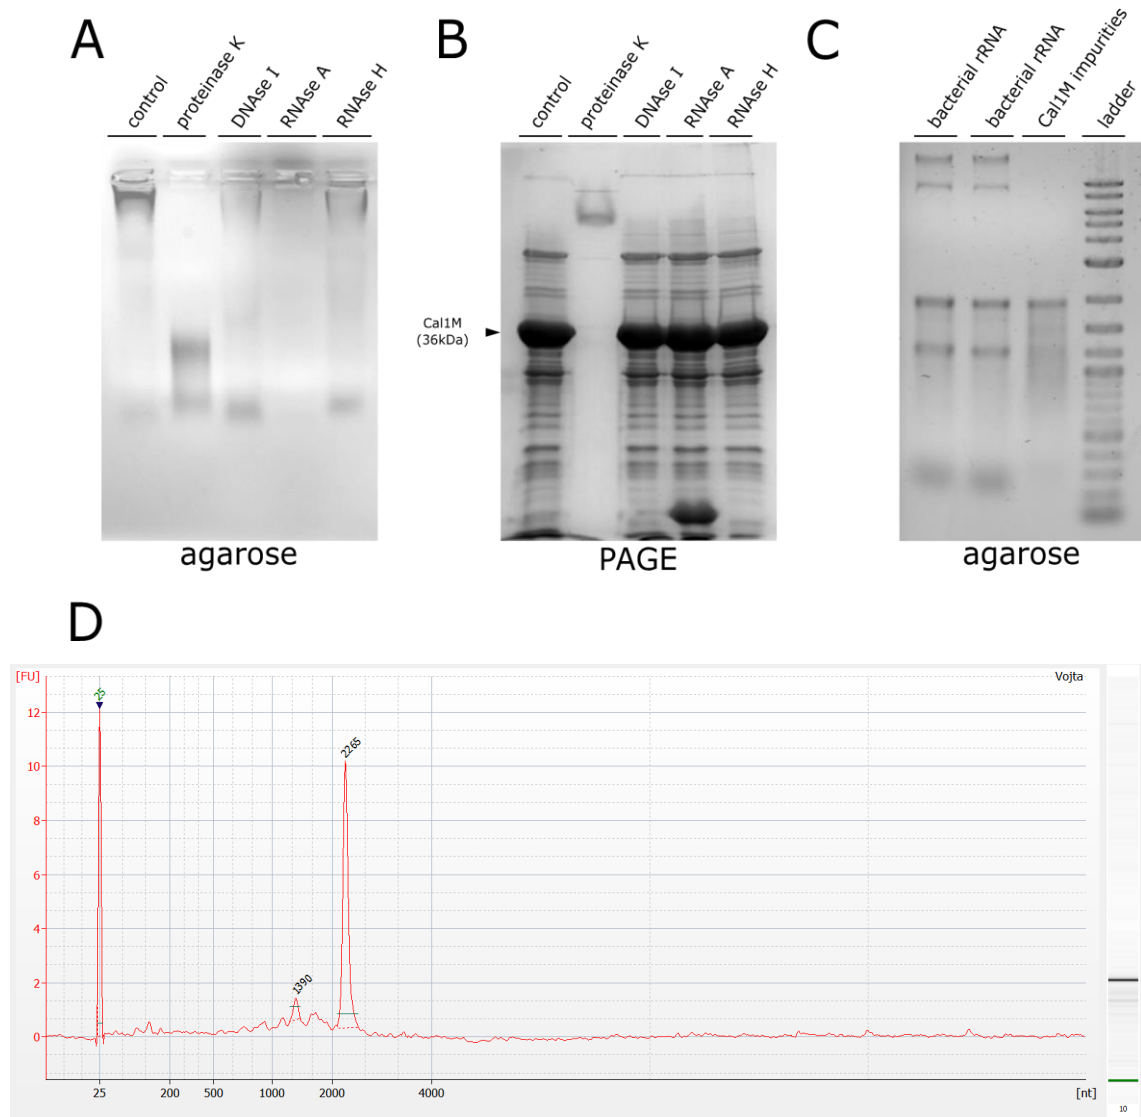 A
control
proteinase K
DNAse I
RNAse A
RNAse H
agarose
B
control
proteinase K
DNAse I
RNAse A
RNAse H
Cal1M
(36kDa)
PAGE
C
bacterial rRNA
bacterial rRNA
Cal1M impurities
ladder
agarose
D
[FU]
Vojta
25
2265
1390
12
10
8
6
4
2
0
25
200
500
1000
2000
4000
[nt]
10